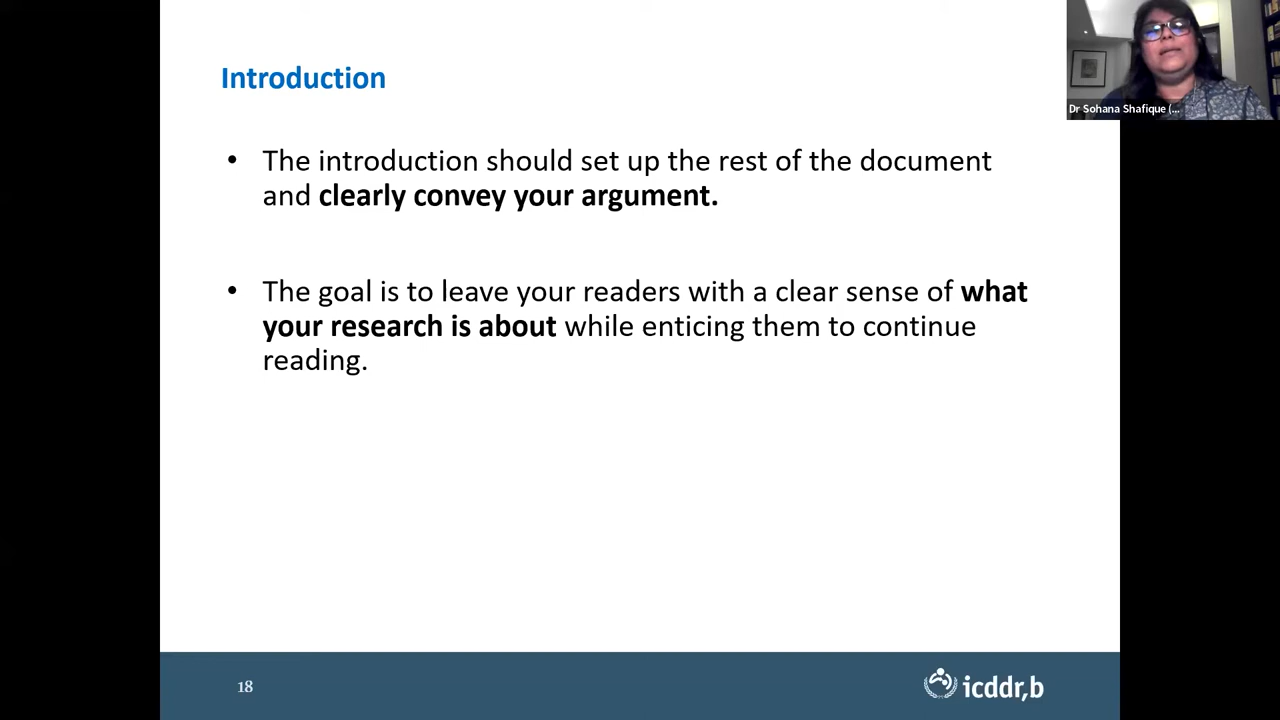 Introduction
Dr Sohana Shafique (...
• The introduction should set up the rest of the document
and clearly convey your argument.
• The goal is to leave your readers with a clear sense of what
your research is about while enticing them to continue
reading.
18
icddr,b